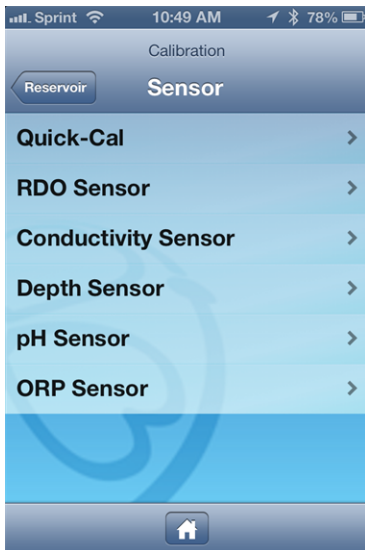 Sprint 10:49 AM 78%
Calibration
Reservoir Sensor
Quick-Cal
RDO Sensor
Conductivity Sensor
Depth Sensor
pH Sensor
ORP Sensor